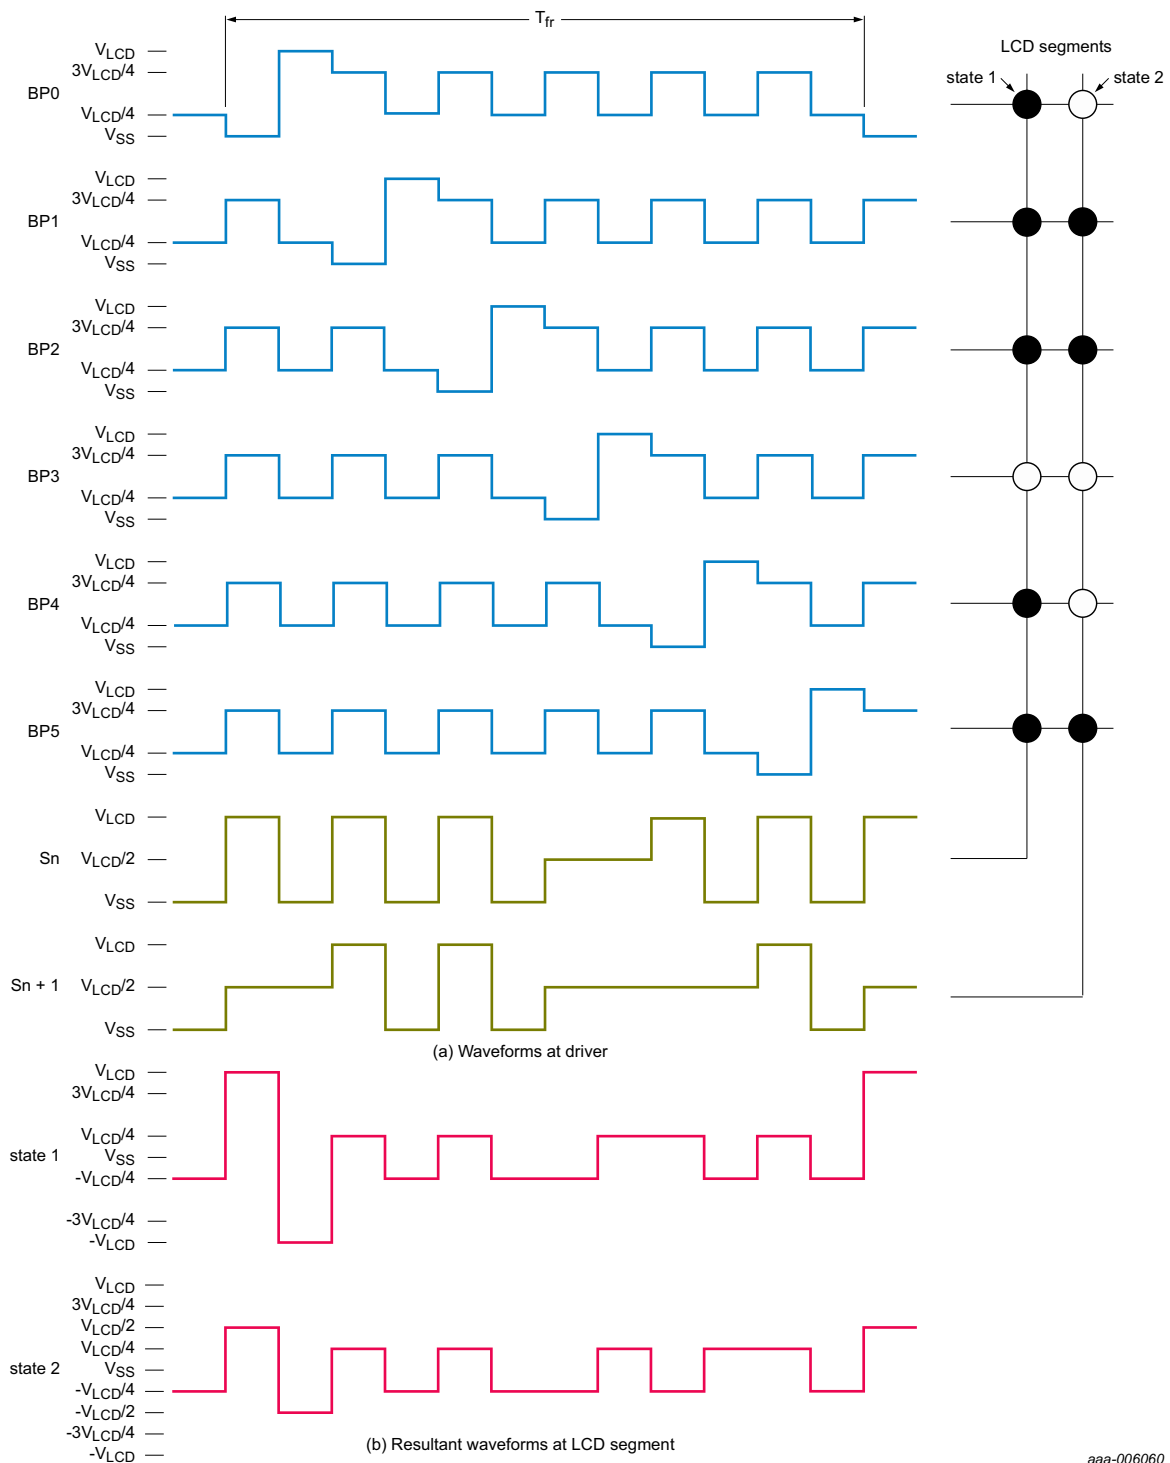 Tfr
LCD segments
state 1
state 2
BP0
VLCD
3VLCD/4
VLCD/4
VSS
BP1
VLCD
3VLCD/4
VLCD/4
VSS
BP2
VLCD
3VLCD/4
VLCD/4
VSS
BP3
VLCD
3VLCD/4
VLCD/4
VSS
BP4
VLCD
3VLCD/4
VLCD/4
VSS
BP5
VLCD
3VLCD/4
VLCD/4
VSS
Sn
VLCD
VLCD/2
VSS
Sn + 1
VLCD
VLCD/2
VSS
(a) Waveforms at driver
state 1
VLCD
3VLCD/4
VLCD/4
VSS
-VLCD/4
-3VLCD/4
-VLCD
state 2
VLCD
3VLCD/4
VLCD/2
VLCD/4
VSS
-VLCD/4
-VLCD/2
-3VLCD/4
-VLCD
(b) Resultant waveforms at LCD segment
aaa-006060